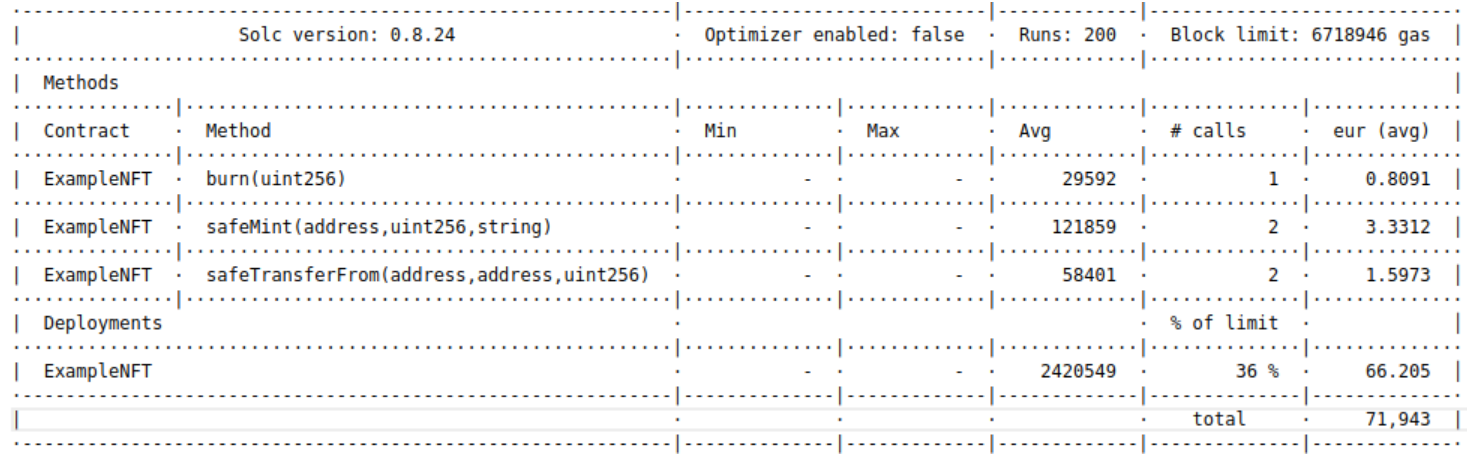 Solc version: 0.8.24 · Optimizer enabled: false · Runs: 200 · Block limit: 6718946 gas
Methods
Contract · Method · Min · Max · Avg · # calls · eur (avg)
ExampleNFT · burn(uint256) · - · - · 29592 · 1 · 0.8091
ExampleNFT · safeMint(address,uint256,string) · - · - · 121859 · 2 · 3.3312
ExampleNFT · safeTransferFrom(address,address,uint256) · - · - · 58401 · 2 · 1.5973
Deployments · · % of limit ·
ExampleNFT · - · - · 2420549 · 36 % · 66.205
· · · · total · 71,943